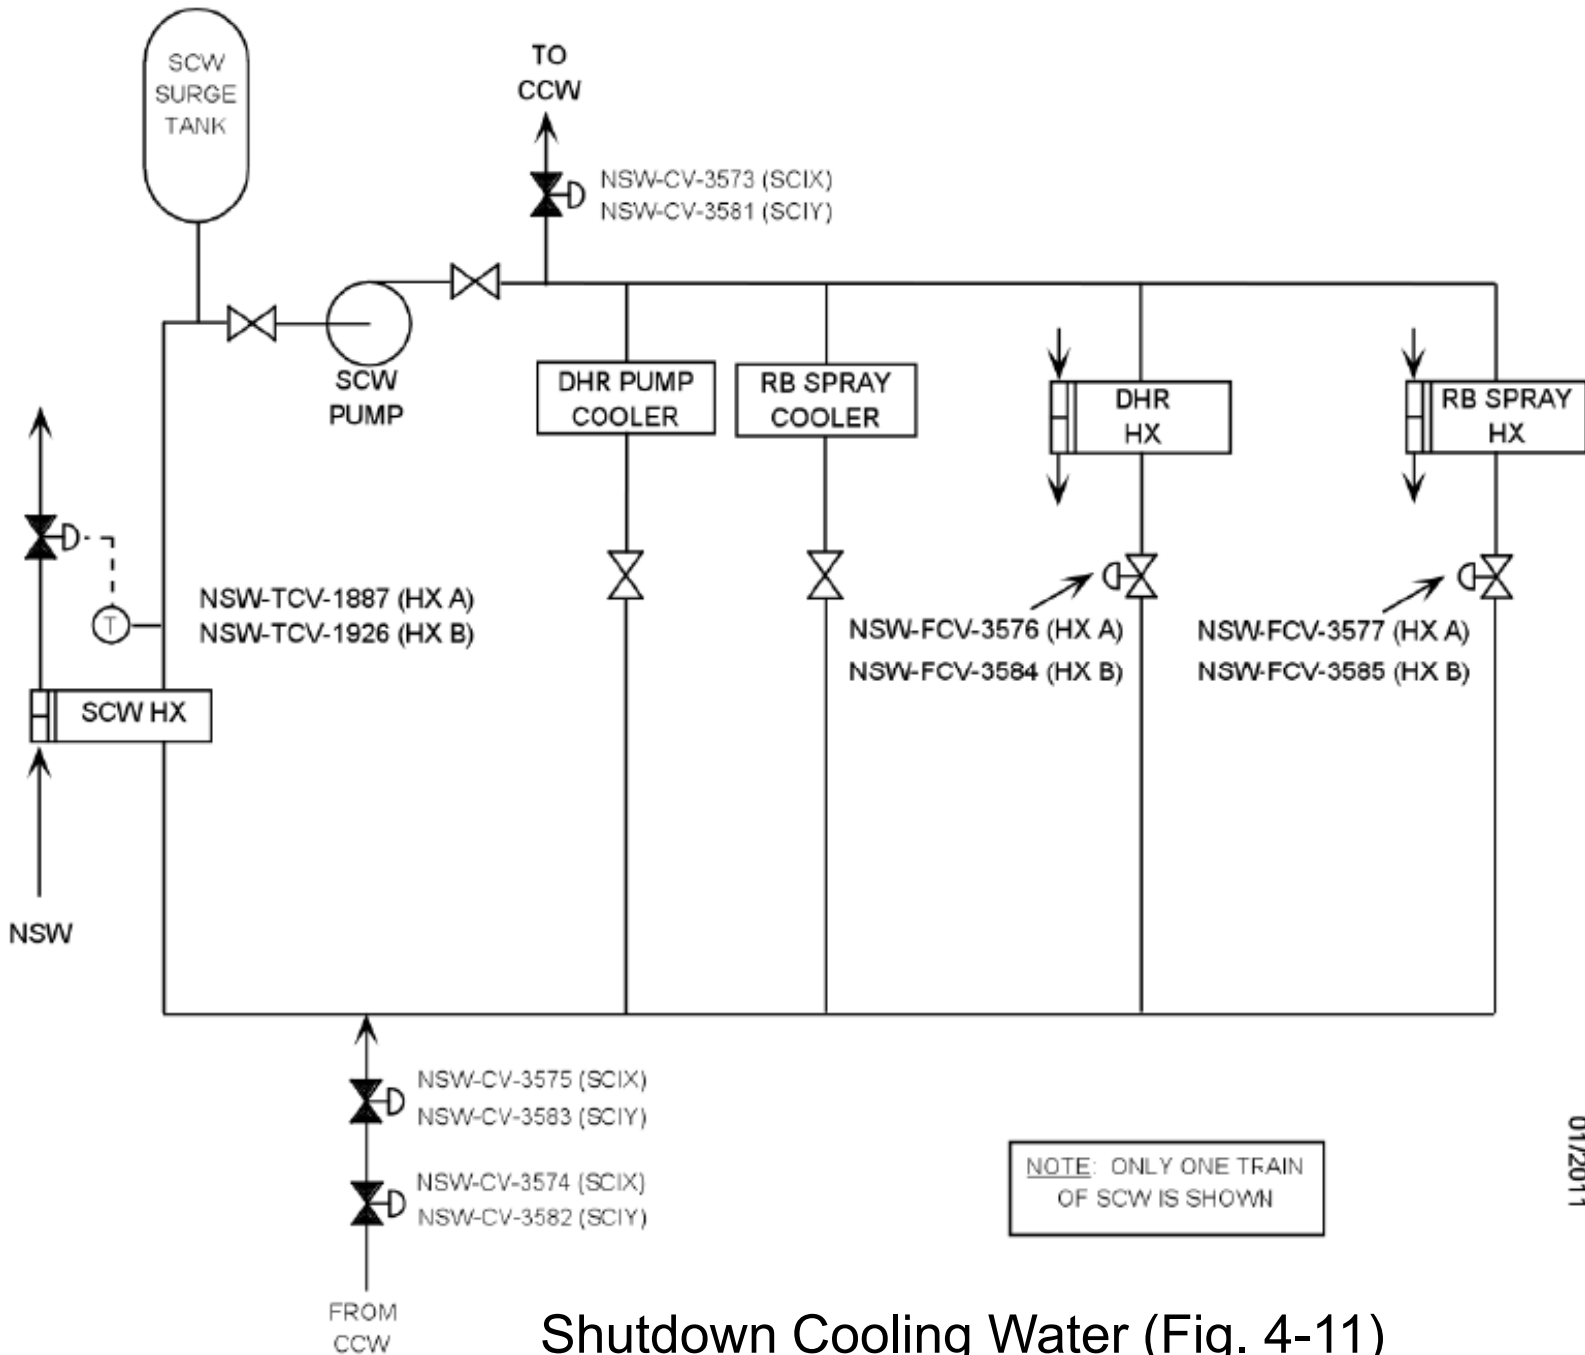 SCW
SURGE
TANK
TO
CCW
NSW-CV-3573 (SCIX)
NSW-CV-3581 (SCIY)
SCW
PUMP
DHR PUMP
COOLER
RB SPRAY
COOLER
DHR
HX
RB SPRAY
HX
T
NSW-TCV-1887 (HX A)
NSW-TCV-1926 (HX B)
NSW-FCV-3576 (HX A)
NSW-FCV-3584 (HX B)
NSW-FCV-3577 (HX A)
NSW-FCV-3585 (HX B)
SCW HX
NSW
NSW-CV-3575 (SCIX)
NSW-CV-3583 (SCIY)
NSW-CV-3574 (SCIX)
NSW-CV-3582 (SCIY)
FROM
CCW
NOTE: ONLY ONE TRAIN
OF SCW IS SHOWN
01/2011
Shutdown Cooling Water (Fig. 4-11)